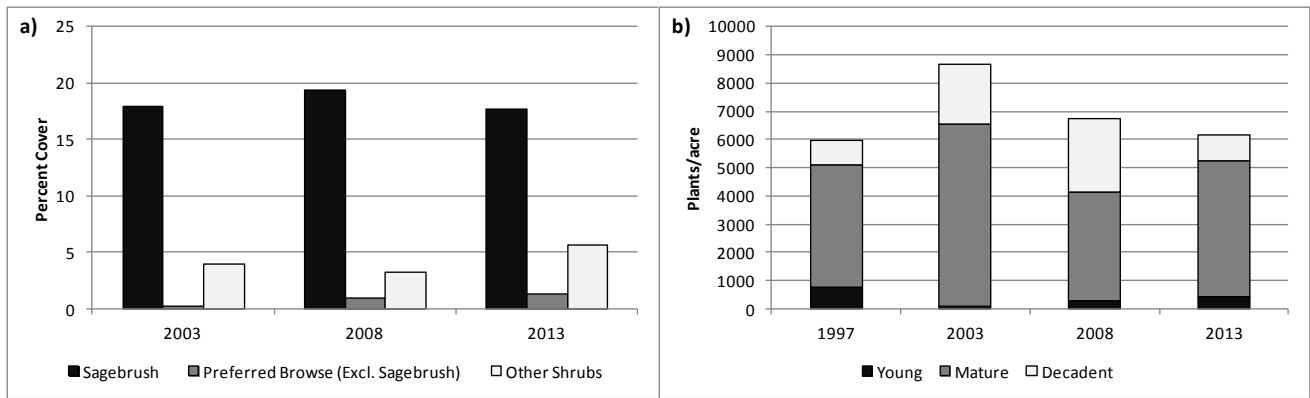 a)
25
20
15
10
5
0
Percent Cover
2003 2008 2013
Sagebrush Preferred Browse (Excl. Sagebrush) Other Shrubs
b)
10000
9000
8000
7000
6000
5000
4000
3000
2000
1000
0
Plants/acre
1997 2003 2008 2013
Young Mature Decadent